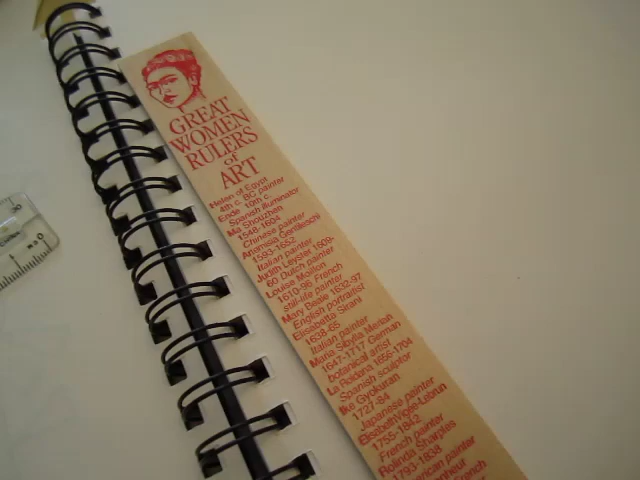 GREAT
WOMEN
RULERS
of
ART
Helen of Egypt
4th c. BC painter
Ende 10th c.
Spanish illuminator
Ma Shouzhen
1548-1604
Chinese painter
Artemisia Gentileschi
1593-1652
Italian painter
Judith Leyster 1609-
60 Dutch painter
Louise Moillon
1610-96 French
still-life painter
Mary Beale 1632-97
English portraitist
Elisabetta Sirani
1638-65
Italian painter
Maria Sibylla Merian
1647-1717 German
botanical artist
La Roldana 1656-1704
Spanish sculptor
Ike Gyokuran
1727-84
Japanese painter
Elisabeth Vigée-Lebrun
1755-1842
French painter
Rolinda Sharples
1793-1838
French